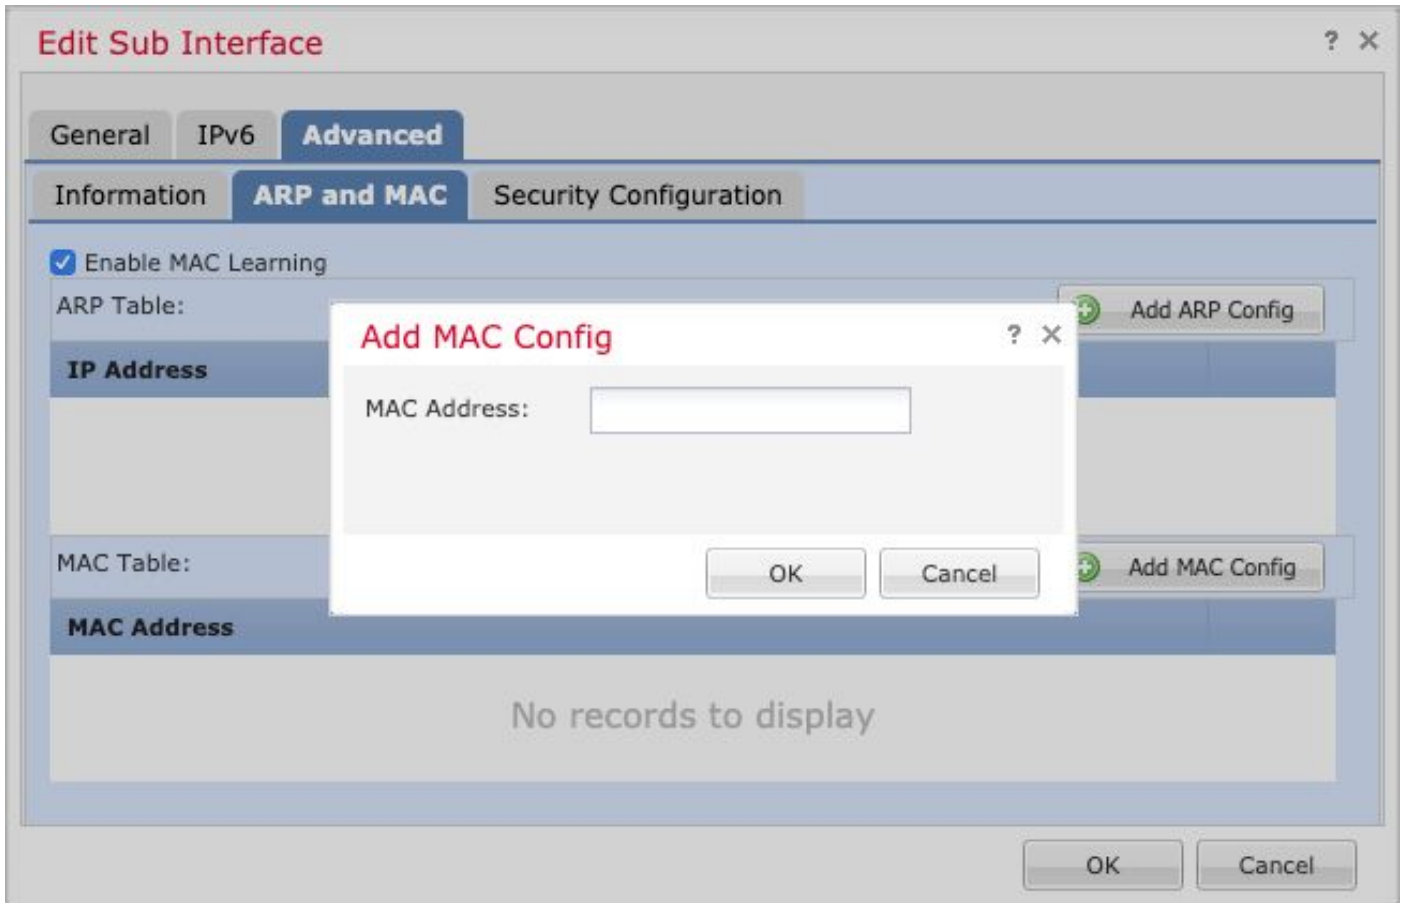 Edit Sub Interface ? ×
General IPv6 Advanced
Information ARP and MAC Security Configuration
Enable MAC Learning
ARP Table: Add ARP Config
IP Address
Add MAC Config ? ×
MAC Address:
OK Cancel
MAC Table: Add MAC Config
MAC Address
No records to display
OK Cancel